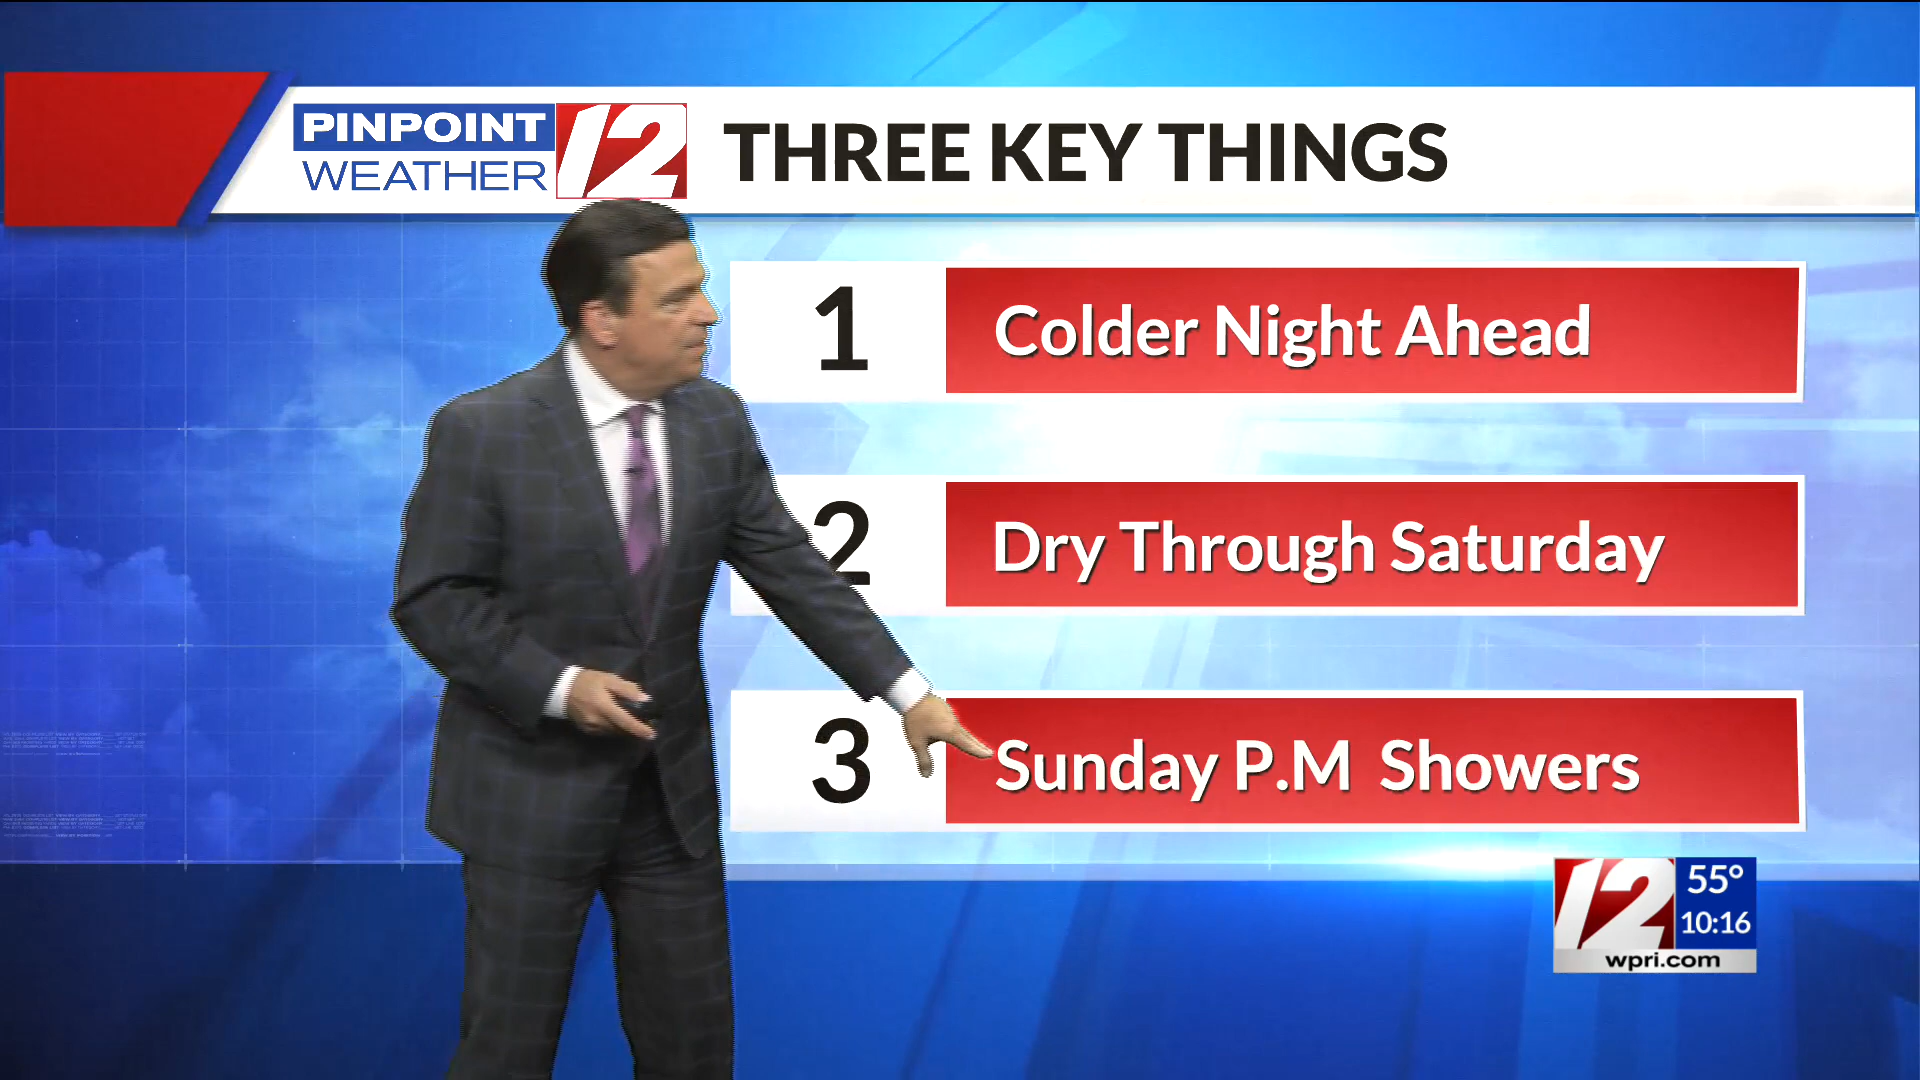 PINPOINT
WEATHER
12
THREE KEY THINGS
1
Colder Night Ahead
2
Dry Through Saturday
3
Sunday P.M  Showers
12
55°
10:16
wpri.com